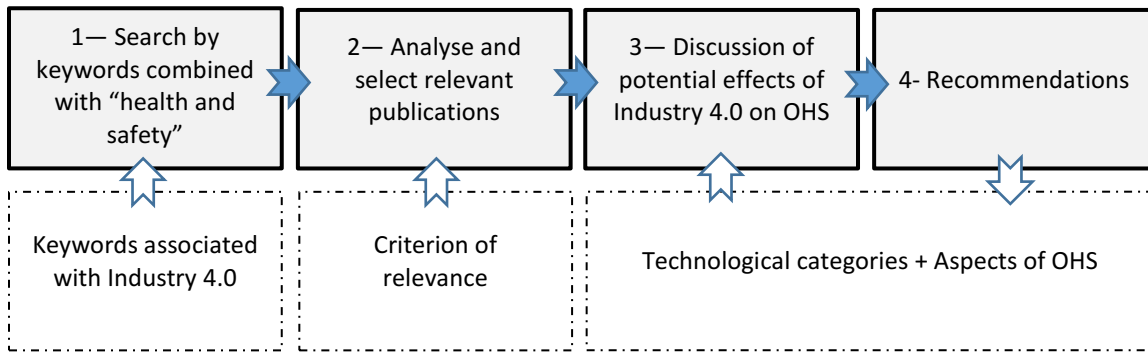 1— Search by
keywords combined
with “health and
safety”
2— Analyse and
select relevant
publications
3— Discussion of
potential effects of
Industry 4.0 on OHS
4- Recommendations
Keywords associated
with Industry 4.0
Criterion of
relevance
Technological categories + Aspects of OHS